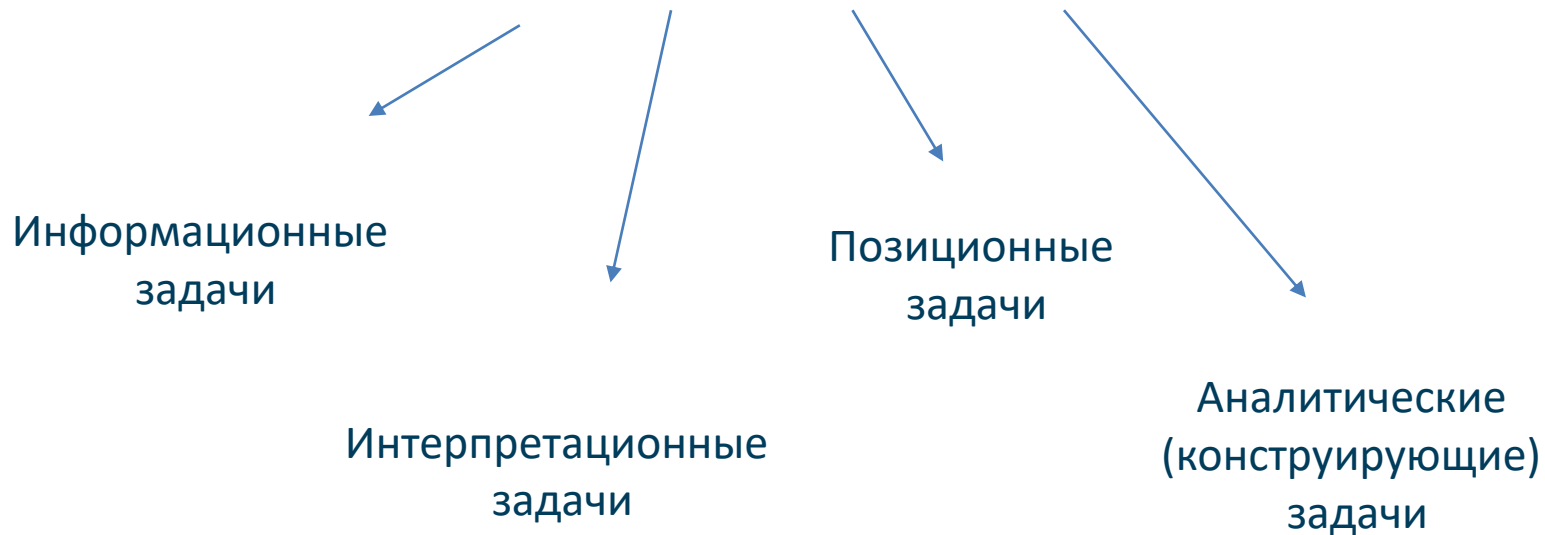 Информационные
задачи
Интерпретационные
задачи
Позиционные
задачи
Аналитические
(конструирующие)
задачи